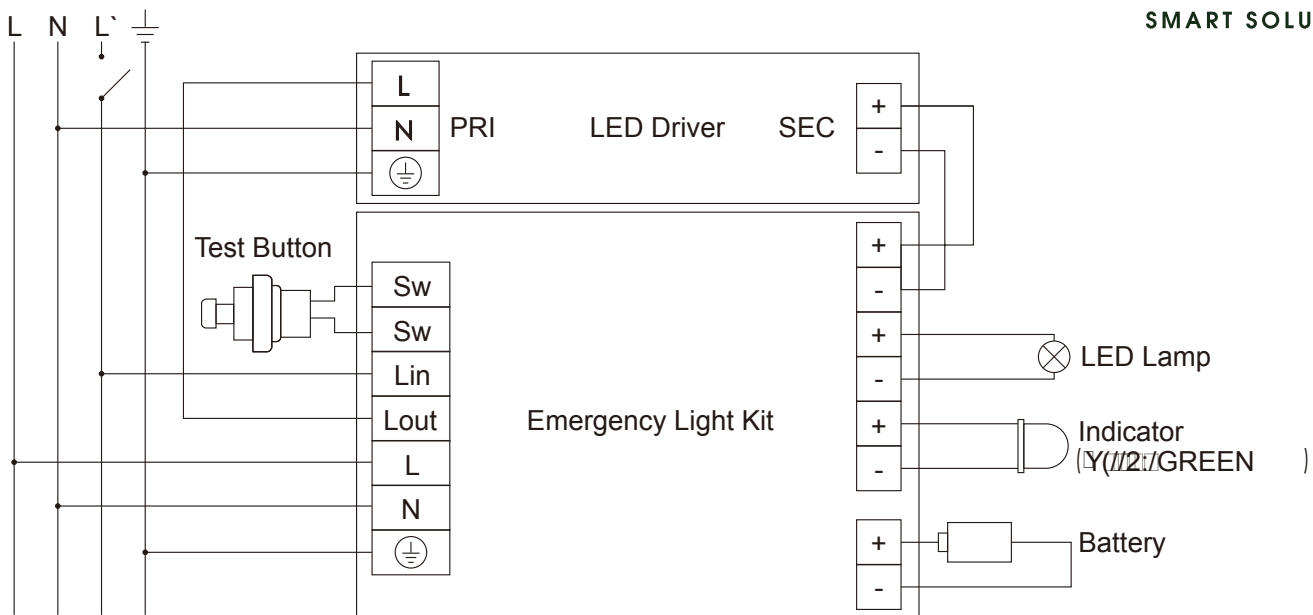 L N L` ⏚
SMART SOLU
L
N PRI LED Driver SEC
+
-
Test Button
Sw
Sw
Lin
Lout
L
N
Emergency Light Kit
+
-
+
-
LED Lamp
+
-
Indicator
GREEN )
+
-
Battery